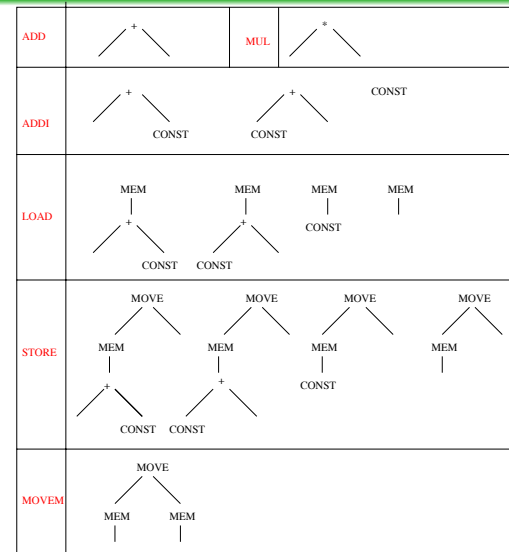 ADD + MUL *
+ + CONST
ADDI
CONST CONST
MEM MEM MEM MEM
LOAD
+ + CONST
CONST CONST
MOVE MOVE MOVE MOVE
STORE MEM MEM MEM MEM
+ + CONST
CONST CONST
MOVE
MOVEM
MEM MEM